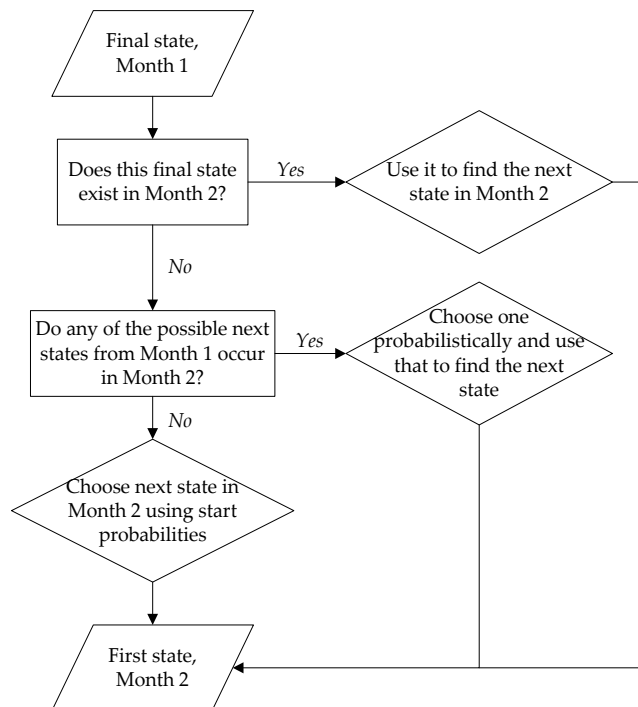 Final state,
Month 1
Does this final state
exist in Month 2?
Yes
Use it to find the next
state in Month 2
No
Do any of the possible next
states from Month 1 occur
in Month 2?
Yes
Choose one
probabilistically and use
that to find the next
state
No
Choose next state in
Month 2 using start
probabilities
First state,
Month 2